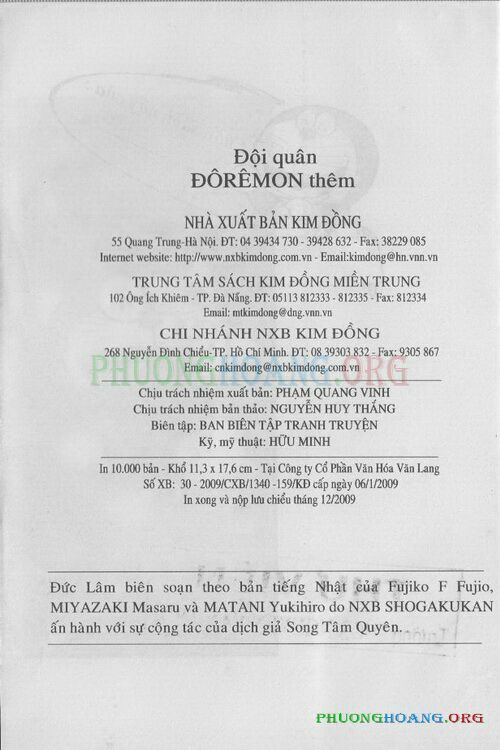 Đội quân
ĐÔRÊMON thêm
NHÀ XUẤT BẢN KIM ĐỒNG
55 Quang Trung-Hà Nội. ĐT: 04 39434 730 - 39428 632 - Fax: 38229 085
Internet website: http://www.nxbkimdong.com.vn - Email:kimdong@hn.vnn.vn
TRUNG TÂM SÁCH KIM ĐỒNG MIỀN TRUNG
102 Ông Ích Khiêm - TP. Đà Nẵng. ĐT: 05113 812333 - 812335 - Fax: 812334
Email: mtkimdong@dng.vnn.vn
CHI NHÁNH NXB KIM ĐỒNG
268 Nguyễn Đình Chiểu-TP. Hồ Chí Minh. ĐT: 08 39303 832 - Fax: 9305 867
PHUONGHOANG.ORG
Email: cnkimdong@nxbkimdong.com.vn
Chịu trách nhiệm xuất bản: PHẠM QUANG VINH
Chịu trách nhiệm bản thảo: NGUYỄN HUY THẮNG
Biên tập: BAN BIÊN TẬP TRANH TRUYỆN
Kỹ, mỹ thuật: HỮU MINH
In 10.000 bản - Khổ 11,3 x 17,6 cm - Tại Công ty Cổ Phần Văn Hóa Văn Lang
Số XB: 30 - 2009/CXB/1340 -159/KĐ cấp ngày 06/1/2009
In xong và nộp lưu chiểu tháng 12/2009
Đức Lâm biên soạn theo bản tiếng Nhật của Fujiko F Fujio,
MIYAZAKI Masaru và MATANI Yukihiro do NXB SHOGAKUKAN
ấn hành với sự cộng tác của dịch giả Song Tâm Quyên.
PHUONGHOANG.ORG